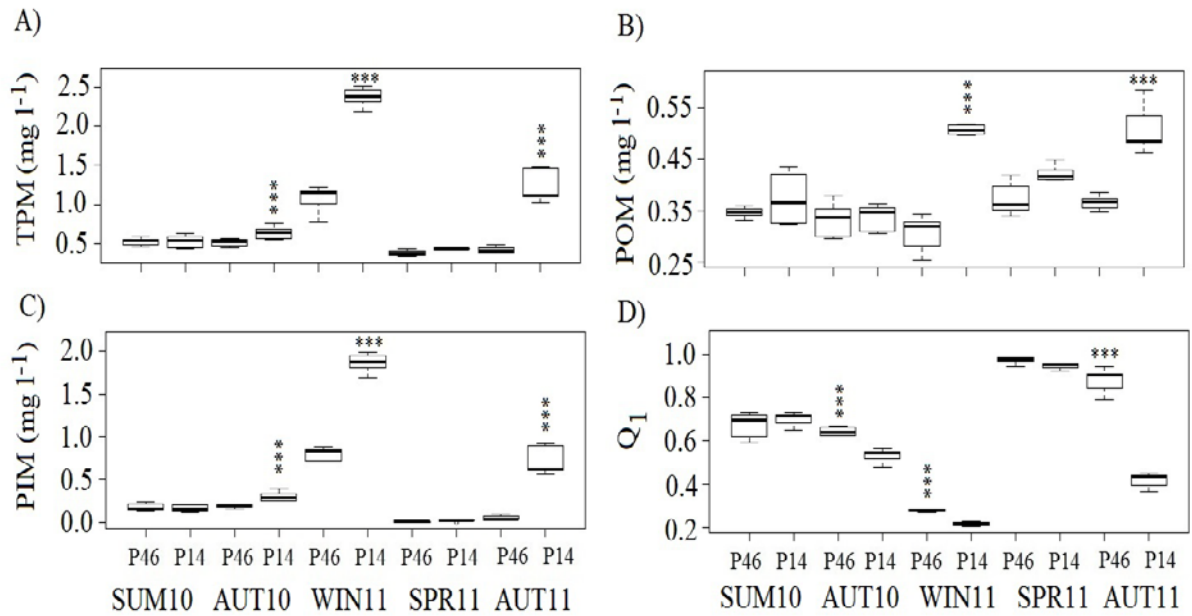 A)
TPM (mg l⁻¹)
2.5
2.0
1.5
1.0
0.5
***
***
***
B)
POM (mg l⁻¹)
0.55
0.45
0.35
0.25
***
***
C)
PIM (mg l⁻¹)
2.0
1.5
1.0
0.5
0.0
***
***
***
P46 P14 P46 P14 P46 P14 P46 P14 P46 P14
SUM10 AUT10 WIN11 SPR11 AUT11
D)
Q₁
1.0
0.8
0.6
0.4
0.2
***
***
***
P46 P14 P46 P14 P46 P14 P46 P14 P46 P14
SUM10 AUT10 WIN11 SPR11 AUT11